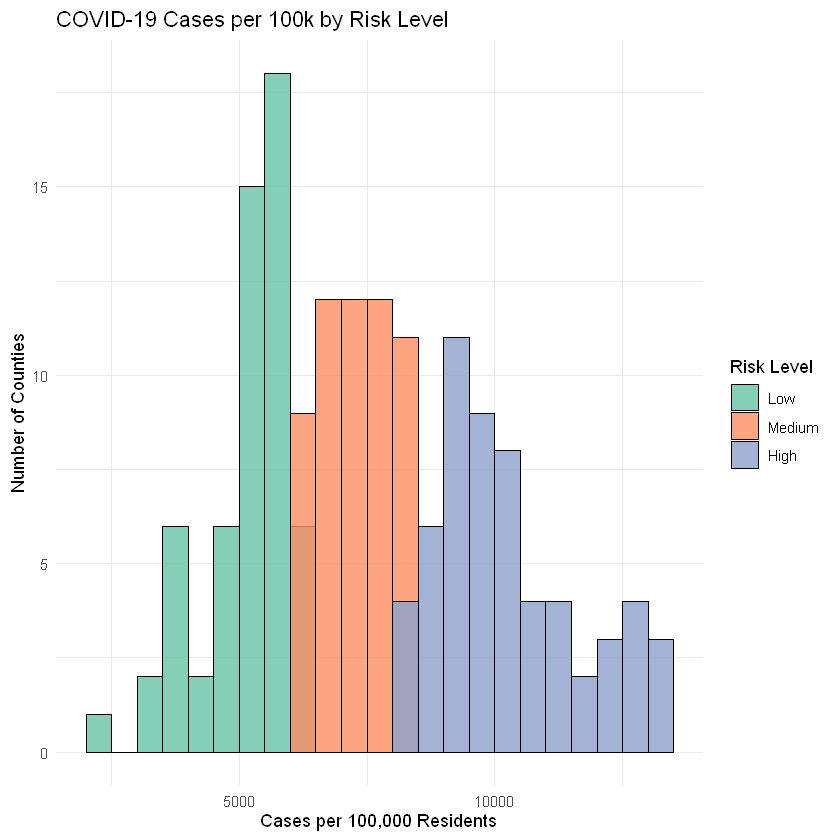 COVID-19 Cases per 100k by Risk Level
15
10
5
0
Number of Counties
5000 10000
Cases per 100,000 Residents
Risk Level
Low
Medium
High